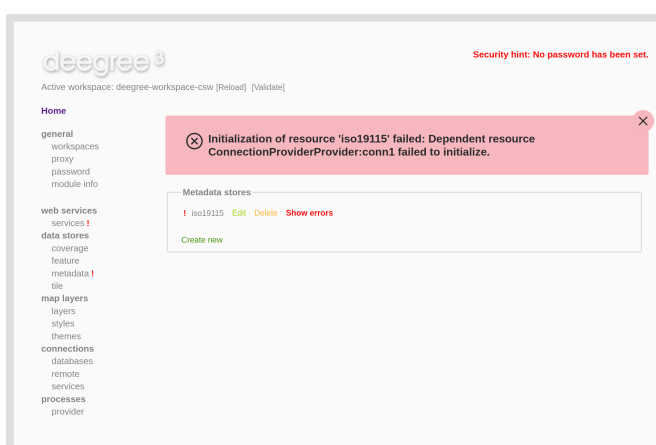 deegree 3
Security hint: No password has been set.
Active workspace: deegree-workspace-csw [Reload] [Validate]
Home
general
workspaces
proxy
password
module info
web services
services !
data stores
coverage
feature
metadata !
tile
map layers
layers
styles
themes
connections
databases
remote
services
processes
provider
Initialization of resource 'iso19115' failed: Dependent resource
ConnectionProviderProvider:conn1 failed to initialize.
Metadata stores
! iso19115 Edit Delete Show errors
Create new